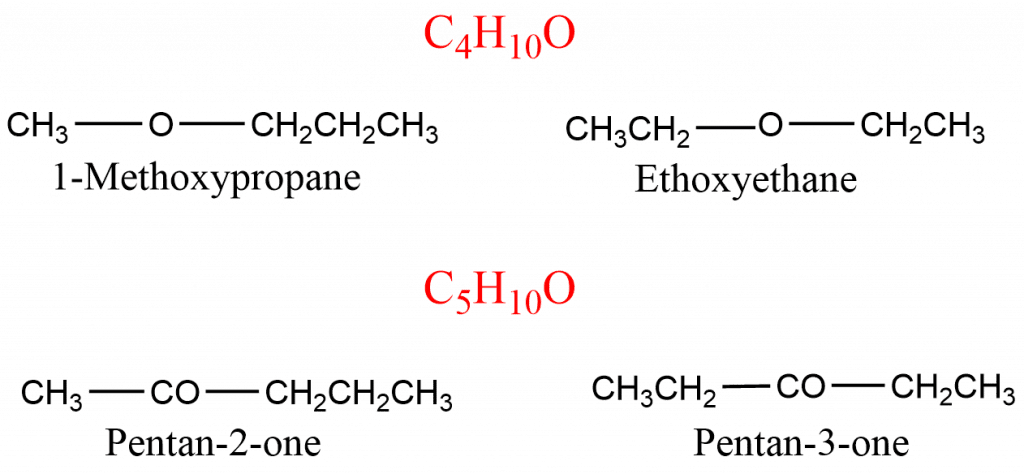 C₄H₁₀O
CH₃—O—CH₂CH₂CH₃
CH₃CH₂—O—CH₂CH₃
1-Methoxypropane
Ethoxyethane
C₅H₁₀O
CH₃—CO—CH₂CH₂CH₃
CH₃CH₂—CO—CH₂CH₃
Pentan-2-one
Pentan-3-one